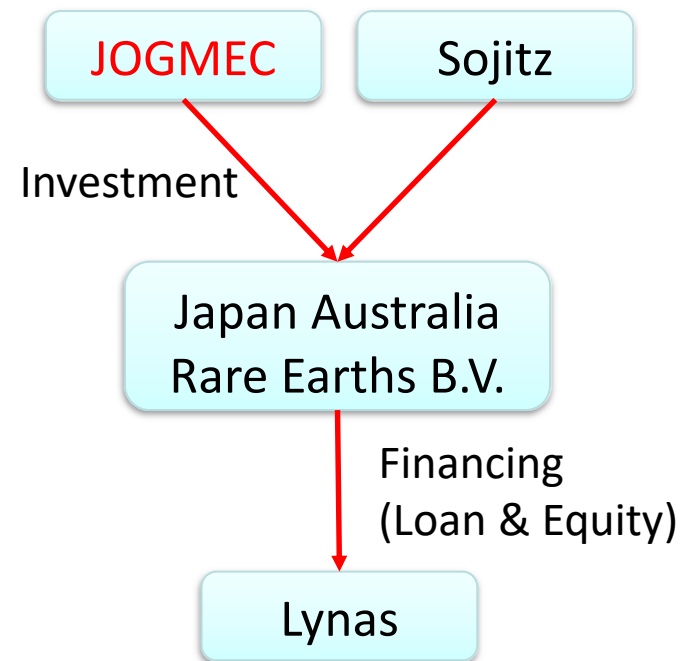 JOGMEC
Sojitz
Investment
Japan Australia
Rare Earths B.V.
Financing
(Loan & Equity)
Lynas